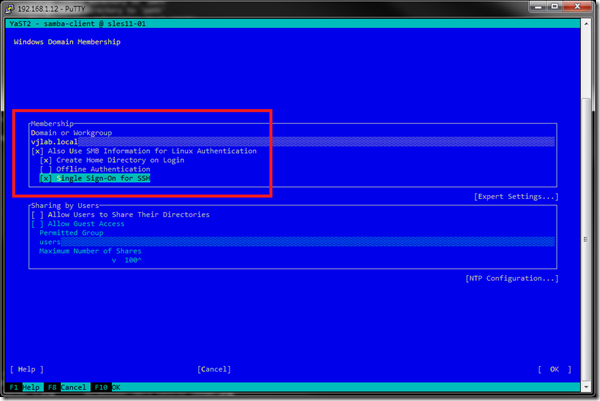 192.168.1.12 - PuTTY
YaST2 - samba-client @ sles11-01
Windows Domain Membership
Membership
Domain or Workgroup
vjlab.local
[x] Also Use SMB Information for Linux Authentication
[x] Create Home Directory on Login
[ ] Offline Authentication
[x] Single Sign-On for SSH
[Expert Settings...]
Sharing by Users
[ ] Allow Users to Share Their Directories
[ ] Allow Guest Access
Permitted Group
users
Maximum Number of Shares
v 100^
[NTP Configuration...]
[ Help ] [Cancel] [ OK ]
F1 Help F8 Cancel F10 OK